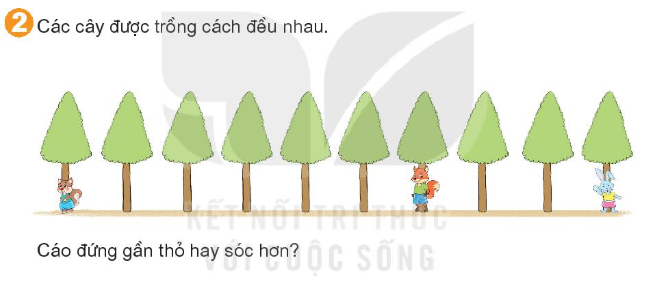 2 Các cây được trồng cách đều nhau.
KẾT NỐI TRI THỨC
VỚI CUỘC SỐNG
Cáo đứng gần thỏ hay sóc hơn?